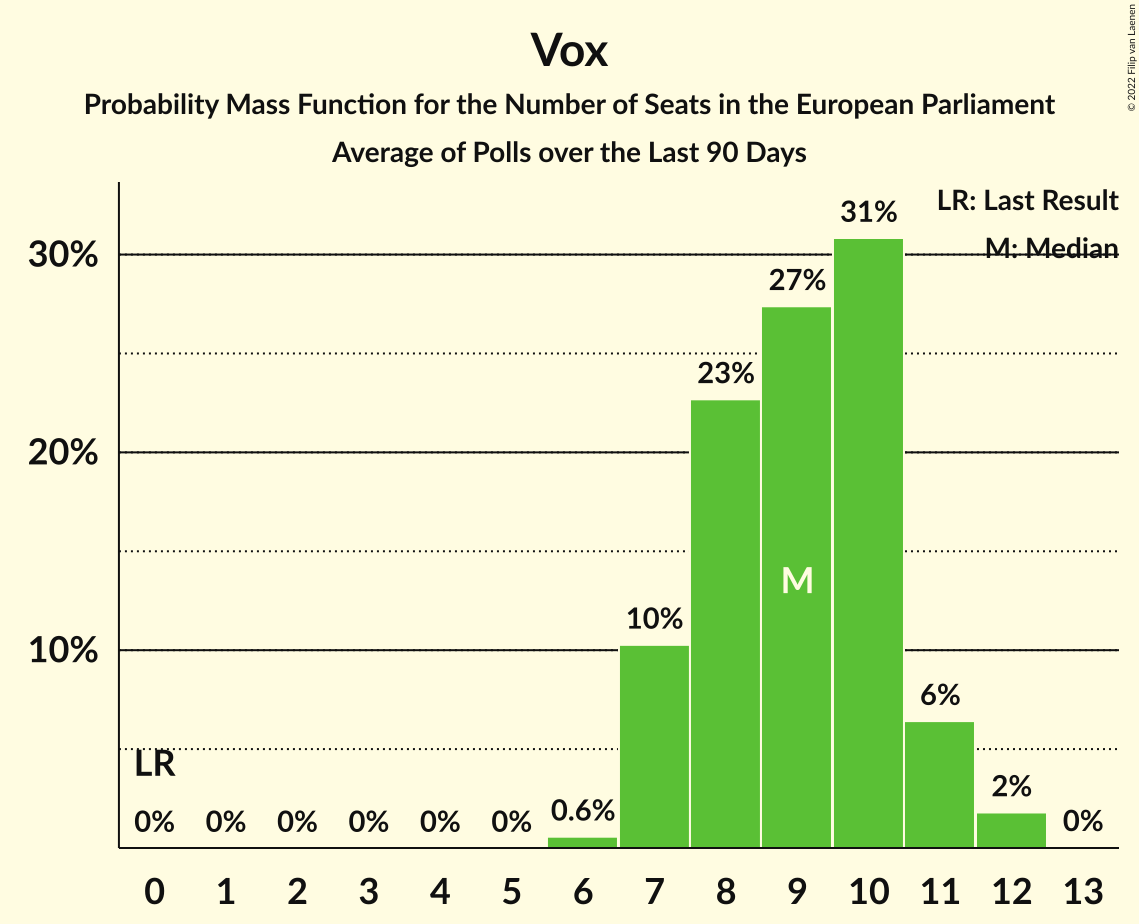 Vox
Probability Mass Function for the Number of Seats in the European Parliament
Average of Polls over the Last 90 Days
© 2022 Filip van Laenen
LR: Last Result
M: Median
30%
20%
10%
LR
M
0% 0% 0% 0% 0% 0% 0.6% 10% 23% 27% 31% 6% 2% 0%
0 1 2 3 4 5 6 7 8 9 10 11 12 13